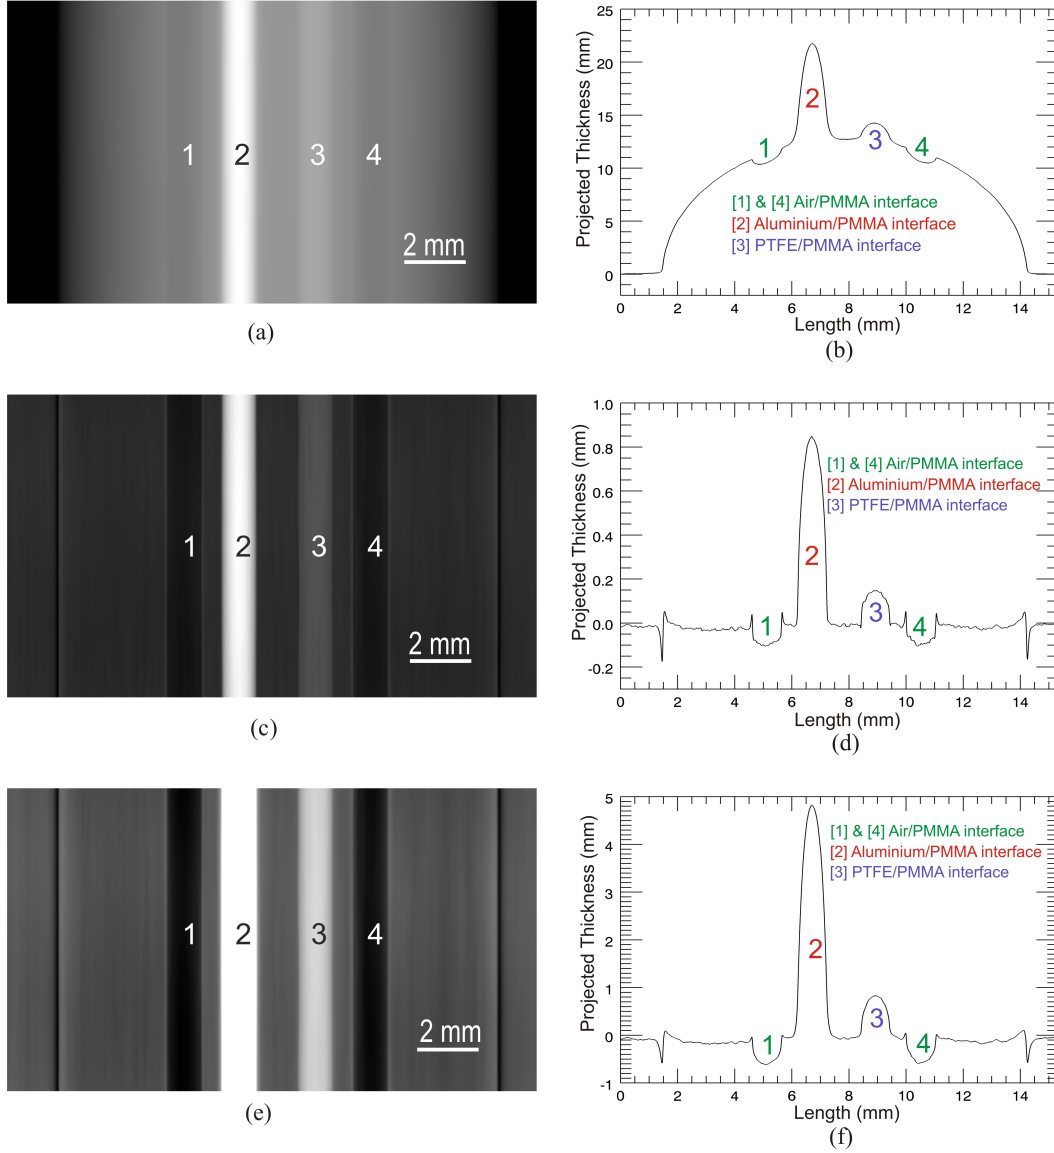 1 2 3 4
2 mm
(a)
Projected Thickness (mm)
25
20
15
10
5
0
1 2 3 4
[1] & [4] Air/PMMA interface
[2] Aluminium/PMMA interface
[3] PTFE/PMMA interface
0 2 4 6 8 10 12 14
Length (mm)
(b)
1 2 3 4
2 mm
(c)
Projected Thickness (mm)
1.0
0.8
0.6
0.4
0.2
0.0
-0.2
[1] & [4] Air/PMMA interface
[2] Aluminium/PMMA interface
[3] PTFE/PMMA interface
1 2 3 4
0 2 4 6 8 10 12 14
Length (mm)
(d)
1 2 3 4
2 mm
(e)
Projected Thickness (mm)
5
4
3
2
1
0
-1
[1] & [4] Air/PMMA interface
[2] Aluminium/PMMA interface
[3] PTFE/PMMA interface
1 2 3 4
0 2 4 6 8 10 12 14
Length (mm)
(f)